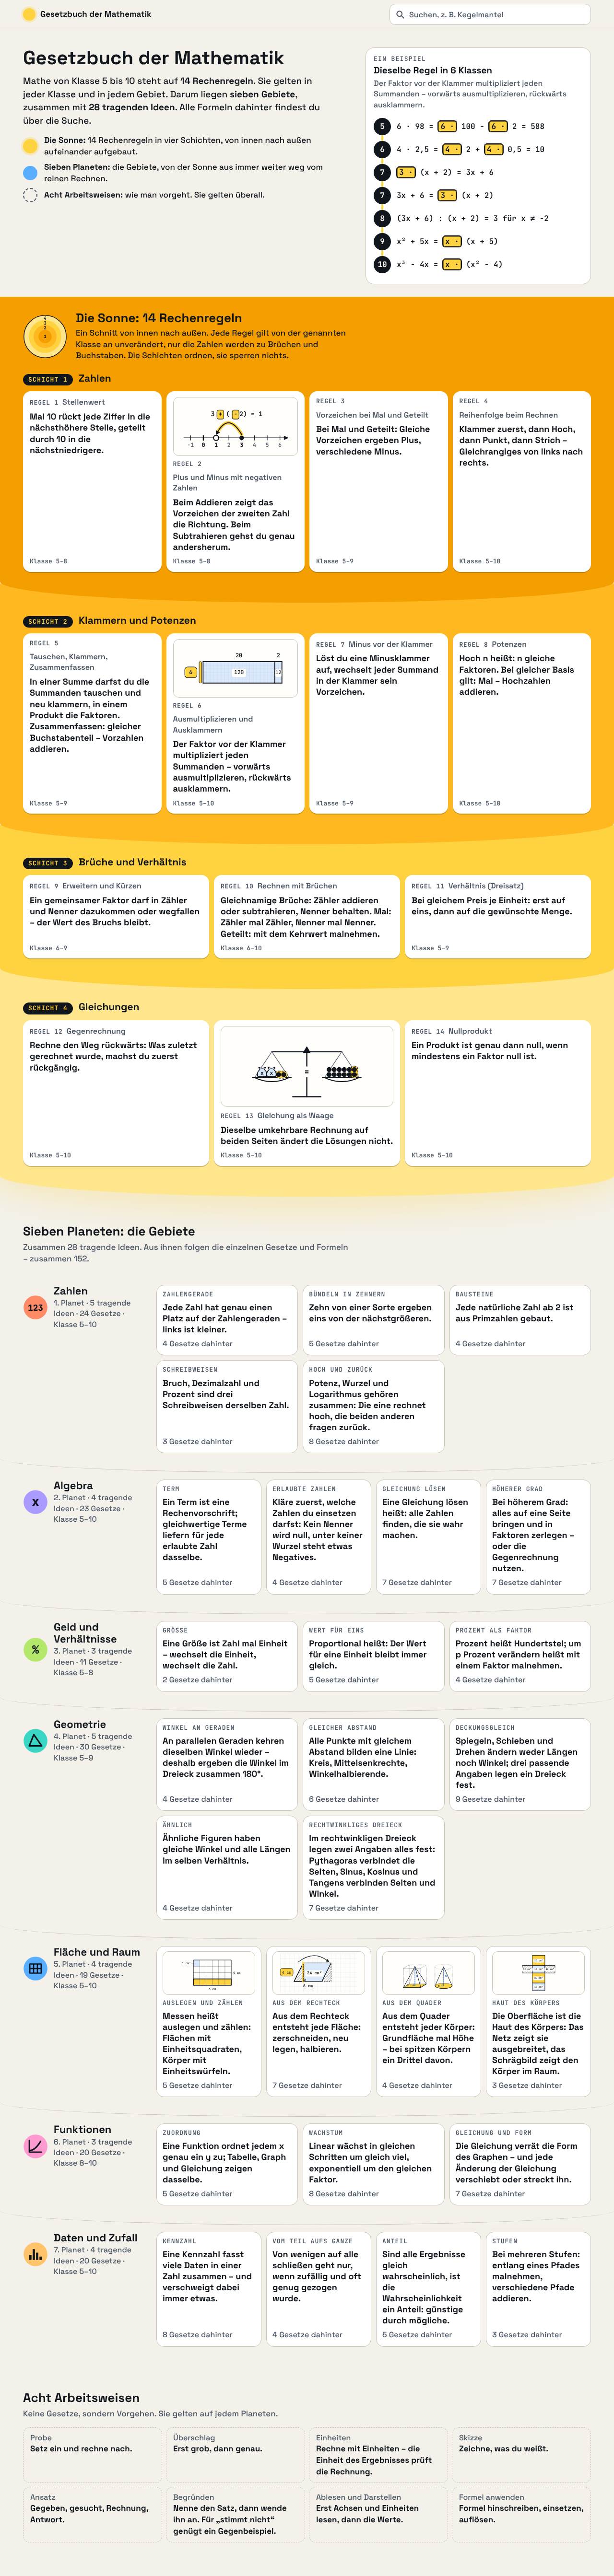 Gesetzbuch der Mathematik
Suchen, z. B. Kegelmantel
Gesetzbuch der Mathematik
Mathe von Klasse 5 bis 10 steht auf 14 Rechenregeln. Sie gelten in
jeder Klasse und in jedem Gebiet. Darum liegen sieben Gebiete,
zusammen mit 28 tragenden Ideen. Alle Formeln dahinter findest du
über die Suche.
Die Sonne: 14 Rechenregeln in vier Schichten, von innen nach außen
aufeinander aufgebaut.
Sieben Planeten: die Gebiete, von der Sonne aus immer weiter weg vom
reinen Rechnen.
Acht Arbeitsweisen: wie man vorgeht. Sie gelten überall.
EIN BEISPIEL
Dieselbe Regel in 6 Klassen
Der Faktor vor der Klammer multipliziert jeden
Summanden – vorwärts ausmultiplizieren, rückwärts
ausklammern.
5 6 · 98 = 6 · 100 - 6 · 2 = 588
6 4 · 2,5 = 4 · 2 + 4 · 0,5 = 10
7 3 · (x + 2) = 3x + 6
7 3x + 6 = 3 · (x + 2)
8 (3x + 6) : (x + 2) = 3 für x ≠ -2
9 x² + 5x = x · (x + 5)
10 x³ - 4x = x · (x² - 4)
Die Sonne: 14 Rechenregeln
Ein Schritt von innen nach außen. Jede Regel gilt von der genannten
Klasse an unverändert, nur die Zahlen werden zu Brüchen und
Buchstaben. Die Schichten ordnen, sie sperren nichts.
4
3
2
1
SCHICHT 1 Zahlen
REGEL 1 Stellenwert
Mal 10 rückt jede Ziffer in die
nächsthöhere Stelle, geteilt
durch 10 in die
nächstniedrigere.
Klasse 5–8
3 + (-2) = 1
-1 0 1 2 3 4 5 6
REGEL 2
Plus und Minus mit negativen
Zahlen
Beim Addieren zeigt das
Vorzeichen der zweiten Zahl
die Richtung. Beim
Subtrahieren gehst du genau
andersherum.
Klasse 5–8
REGEL 3
Vorzeichen bei Mal und Geteilt
Bei Mal und Geteilt: Gleiche
Vorzeichen ergeben Plus,
verschiedene Minus.
Klasse 5–9
REGEL 4
Reihenfolge beim Rechnen
Klammer zuerst, dann Hoch,
dann Punkt, dann Strich –
Gleichrangiges von links nach
rechts.
Klasse 5–10
SCHICHT 2 Klammern und Potenzen
REGEL 5
Tauschen, Klammern,
Zusammenfassen
In einer Summe darfst du die
Summanden tauschen und
neu klammern, in einem
Produkt die Faktoren.
Zusammenfassen: gleicher
Buchstabenteil – Vorzahlen
addieren.
Klasse 5–9
20 2
6 120 12
REGEL 6
Ausmultiplizieren und
Ausklammern
Der Faktor vor der Klammer
multipliziert jeden
Summanden – vorwärts
ausmultiplizieren, rückwärts
ausklammern.
Klasse 5–10
REGEL 7 Minus vor der Klammer
Löst du eine Minusklammer
auf, wechselt jeder Summand
in der Klammer sein
Vorzeichen.
Klasse 5–9
REGEL 8 Potenzen
Hoch n heißt: n gleiche
Faktoren. Bei gleicher Basis
gilt: Mal – Hochzahlen
addieren.
Klasse 5–10
SCHICHT 3 Brüche und Verhältnis
REGEL 9 Erweitern und Kürzen
Ein gemeinsamer Faktor darf in Zähler
und Nenner dazukommen oder wegfallen
– der Wert des Bruchs bleibt.
Klasse 6–9
REGEL 10 Rechnen mit Brüchen
Gleichnamige Brüche: Zähler addieren
oder subtrahieren, Nenner behalten. Mal:
Zähler mal Zähler, Nenner mal Nenner.
Geteilt: mit dem Kehrwert malnehmen.
Klasse 6–10
REGEL 11 Verhältnis (Dreisatz)
Bei gleichem Preis je Einheit: erst auf
eins, dann auf die gewünschte Menge.
Klasse 5–9
SCHICHT 4 Gleichungen
REGEL 12 Gegenrechnung
Rechne den Weg rückwärts: Was zuletzt
gerechnet wurde, machst du zuerst
rückgängig.
Klasse 5–10
x x =
REGEL 13 Gleichung als Waage
Dieselbe umkehrbare Rechnung auf
beiden Seiten ändert die Lösungen nicht.
Klasse 5–10
REGEL 14 Nullprodukt
Ein Produkt ist genau dann null, wenn
mindestens ein Faktor null ist.
Klasse 5–10
Sieben Planeten: die Gebiete
Zusammen 28 tragende Ideen. Aus ihnen folgen die einzelnen Gesetze und Formeln
– zusammen 152.
123
Zahlen
1. Planet · 5 tragende
Ideen · 24 Gesetze ·
Klasse 5–10
ZAHLENGERADE
Jede Zahl hat genau einen
Platz auf der Zahlengeraden –
links ist kleiner.
4 Gesetze dahinter
BÜNDELN IN ZEHNERN
Zehn von einer Sorte ergeben
eins von der nächstgrößeren.
5 Gesetze dahinter
BAUSTEINE
Jede natürliche Zahl ab 2 ist
aus Primzahlen gebaut.
4 Gesetze dahinter
SCHREIBWEISEN
Bruch, Dezimalzahl und
Prozent sind drei
Schreibweisen derselben Zahl.
3 Gesetze dahinter
HOCH UND ZURÜCK
Potenz, Wurzel und
Logarithmus gehören
zusammen: Die eine rechnet
hoch, die beiden anderen
fragen zurück.
8 Gesetze dahinter
x
Algebra
2. Planet · 4 tragende
Ideen · 23 Gesetze ·
Klasse 5–10
TERM
Ein Term ist eine
Rechenvorschrift;
gleichwertige Terme
liefern für jede
erlaubte Zahl
dasselbe.
5 Gesetze dahinter
ERLAUBTE ZAHLEN
Kläre zuerst, welche
Zahlen du einsetzen
darfst: Kein Nenner
wird null, unter keiner
Wurzel steht etwas
Negatives.
4 Gesetze dahinter
GLEICHUNG LÖSEN
Eine Gleichung lösen
heißt: alle Zahlen
finden, die sie wahr
machen.
7 Gesetze dahinter
HÖHERER GRAD
Bei höherem Grad:
alles auf eine Seite
bringen und in
Faktoren zerlegen –
oder die
Gegenrechnung
nutzen.
7 Gesetze dahinter
%
Geld und
Verhältnisse
3. Planet · 3 tragende
Ideen · 11 Gesetze ·
Klasse 5–8
GRÖSSE
Eine Größe ist Zahl mal Einheit
– wechselt die Einheit,
wechselt die Zahl.
2 Gesetze dahinter
WERT FÜR EINS
Proportional heißt: Der Wert
für eine Einheit bleibt immer
gleich.
5 Gesetze dahinter
PROZENT ALS FAKTOR
Prozent heißt Hundertstel; um
p Prozent verändern heißt mit
einem Faktor malnehmen.
4 Gesetze dahinter
Geometrie
4. Planet · 5 tragende
Ideen · 30 Gesetze ·
Klasse 5–9
WINKEL AN GERADEN
An parallelen Geraden kehren
dieselben Winkel wieder –
deshalb ergeben die Winkel im
Dreieck zusammen 180°.
4 Gesetze dahinter
GLEICHER ABSTAND
Alle Punkte mit gleichem
Abstand bilden eine Linie:
Kreis, Mittelsenkrechte,
Winkelhalbierende.
6 Gesetze dahinter
DECKUNGSGLEICH
Spiegeln, Schieben und
Drehen ändern weder Längen
noch Winkel; drei passende
Angaben legen ein Dreieck
fest.
9 Gesetze dahinter
ÄHNLICH
Ähnliche Figuren haben
gleiche Winkel und alle Längen
im selben Verhältnis.
4 Gesetze dahinter
RECHTWINKLIGES DREIECK
Im rechtwinkligen Dreieck
legen zwei Angaben alles fest:
Pythagoras verbindet die
Seiten, Sinus, Kosinus und
Tangens verbinden Seiten und
Winkel.
7 Gesetze dahinter
Fläche und Raum
5. Planet · 4 tragende
Ideen · 19 Gesetze ·
Klasse 5–10
AUSLEGEN UND ZÄHLEN
Messen heißt
auslegen und zählen:
Flächen mit
Einheitsquadraten,
Körper mit
Einheitswürfeln.
5 Gesetze dahinter
4 cm 24 cm²
6 cm
AUS DEM RECHTECK
Aus dem Rechteck
entsteht jede Fläche:
zerschneiden, neu
legen, halbieren.
7 Gesetze dahinter
AUS DEM QUADER
Aus dem Quader
entsteht jeder Körper:
Grundfläche mal Höhe
– bei spitzen Körpern
ein Drittel davon.
4 Gesetze dahinter
HAUT DES KÖRPERS
Die Oberfläche ist die
Haut des Körpers: Das
Netz zeigt sie
ausgebreitet, das
Schrägbild zeigt den
Körper im Raum.
3 Gesetze dahinter
Funktionen
6. Planet · 3 tragende
Ideen · 20 Gesetze ·
Klasse 8–10
ZUORDNUNG
Eine Funktion ordnet jedem x
genau ein y zu; Tabelle, Graph
und Gleichung zeigen
dasselbe.
5 Gesetze dahinter
WACHSTUM
Linear wächst in gleichen
Schritten um gleich viel,
exponentiell um den gleichen
Faktor.
8 Gesetze dahinter
GLEICHUNG UND FORM
Die Gleichung verrät die Form
des Graphen – und jede
Änderung der Gleichung
verschiebt oder streckt ihn.
7 Gesetze dahinter
Daten und Zufall
7. Planet · 4 tragende
Ideen · 20 Gesetze ·
Klasse 5–10
KENNZAHL
Eine Kennzahl fasst
viele Daten in einer
Zahl zusammen – und
verschweigt dabei
immer etwas.
8 Gesetze dahinter
VOM TEIL AUFS GANZE
Von wenigen auf alle
schließen geht nur,
wenn zufällig und oft
genug gezogen
wurde.
4 Gesetze dahinter
ANTEIL
Sind alle Ergebnisse
gleich
wahrscheinlich, ist
die
Wahrscheinlichkeit
ein Anteil: günstige
durch mögliche.
5 Gesetze dahinter
STUFEN
Bei mehreren Stufen:
entlang eines Pfades
malnehmen,
verschiedene Pfade
addieren.
3 Gesetze dahinter
Acht Arbeitsweisen
Keine Gesetze, sondern Vorgehen. Sie gelten auf jedem Planeten.
Probe
Setz ein und rechne nach.
Überschlag
Erst grob, dann genau.
Einheiten
Rechne mit Einheiten – die
Einheit des Ergebnisses prüft
die Rechnung.
Skizze
Zeichne, was du weißt.
Ansatz
Gegeben, gesucht, Rechnung,
Antwort.
Begründen
Nenne den Satz, dann wende
ihn an. Für „stimmt nicht“
genügt ein Gegenbeispiel.
Ablesen und Darstellen
Erst Achsen und Einheiten
lesen, dann die Werte.
Formel anwenden
Formel hinschreiben, einsetzen,
auflösen.